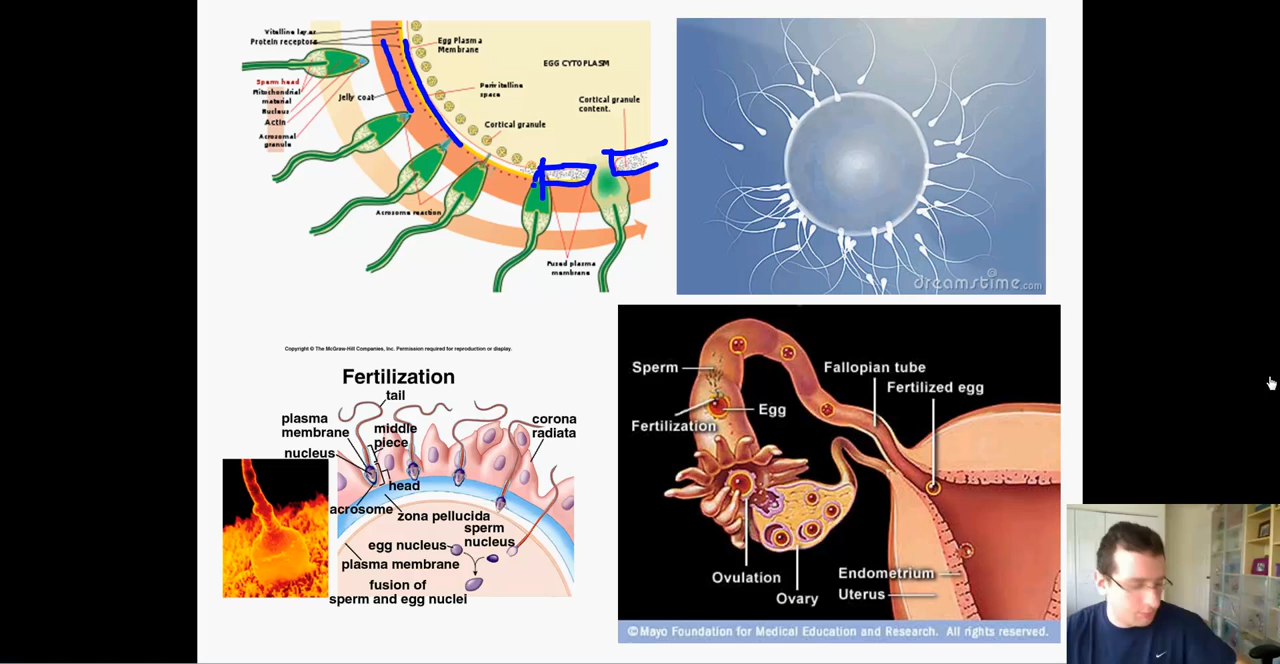 Vitelline layer
Protein receptors
Sperm head
Mitochondrial
material
Nucleus
Actin
Acrosomal
granule
Jelly coat
Egg Plasma
Membrane
EGG CYTOPLASM
Perivitelline
space
Cortical granule
content.
Cortical granule
Acrosome reaction
Fused plasma
membrane
dreamstime.com
Copyright © The McGraw-Hill Companies, Inc. Permission required for reproduction or display.
Fertilization
tail
plasma
membrane
middle
piece
corona
radiata
nucleus
head
acrosome
zona pellucida
sperm
nucleus
egg nucleus
plasma membrane
fusion of
sperm and egg nuclei
Sperm
Fallopian tube
Fertilized egg
Egg
Fertilization
Ovulation
Ovary
Endometrium
Uterus
©Mayo Foundation for Medical Education and Research. All rights reserved.